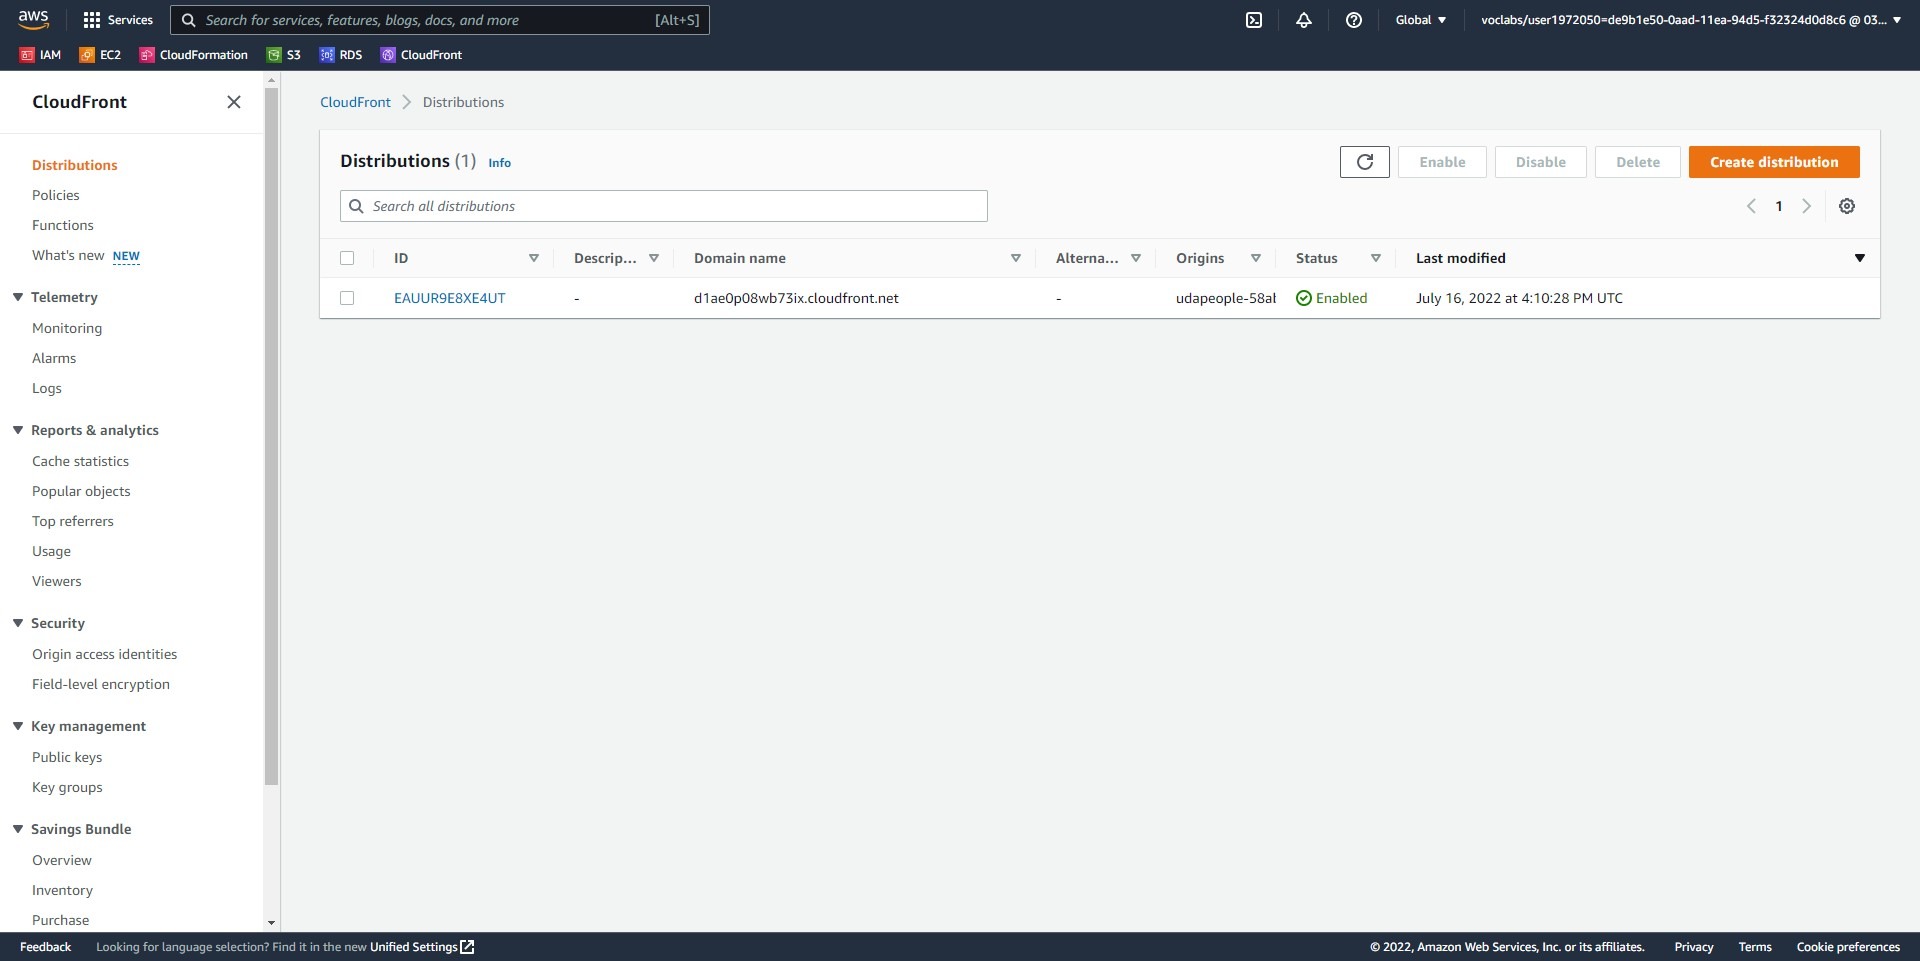 aws
Services
Search for services, features, blogs, docs, and more
[Alt+S]
Global
voclabs/user1972050=de9b1e50-0aad-11ea-94d5-f32324d0d8c6 @ 03...
IAM
EC2
CloudFormation
S3
RDS
CloudFront
CloudFront
Distributions
Policies
Functions
What's new NEW
Telemetry
Monitoring
Alarms
Logs
Reports & analytics
Cache statistics
Popular objects
Top referrers
Usage
Viewers
Security
Origin access identities
Field-level encryption
Key management
Public keys
Key groups
Savings Bundle
Overview
Inventory
Purchase
CloudFront Distributions
Distributions (1) Info
Enable
Disable
Delete
Create distribution
Search all distributions
1
ID Descrip... Domain name Alterna... Origins Status Last modified
EAUUR9E8XE4UT - d1ae0p08wb73ix.cloudfront.net - udapeople-58ab Enabled July 16, 2022 at 4:10:28 PM UTC
Feedback
Looking for language selection? Find it in the new Unified Settings
© 2022, Amazon Web Services, Inc. or its affiliates.
Privacy
Terms
Cookie preferences